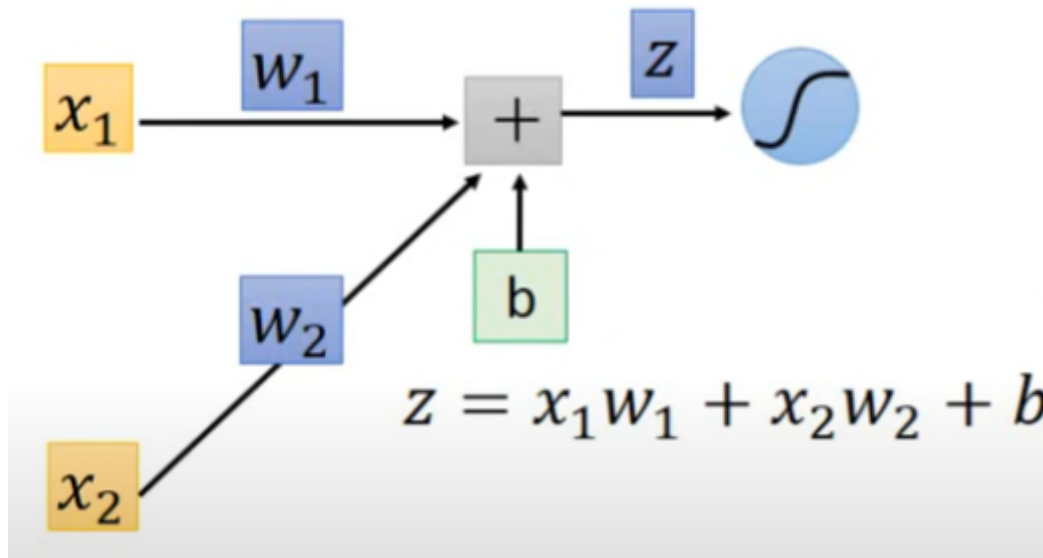 w₁
z
x₁
+
b
w₂
z = x₁w₁ + x₂w₂ + b
x₂